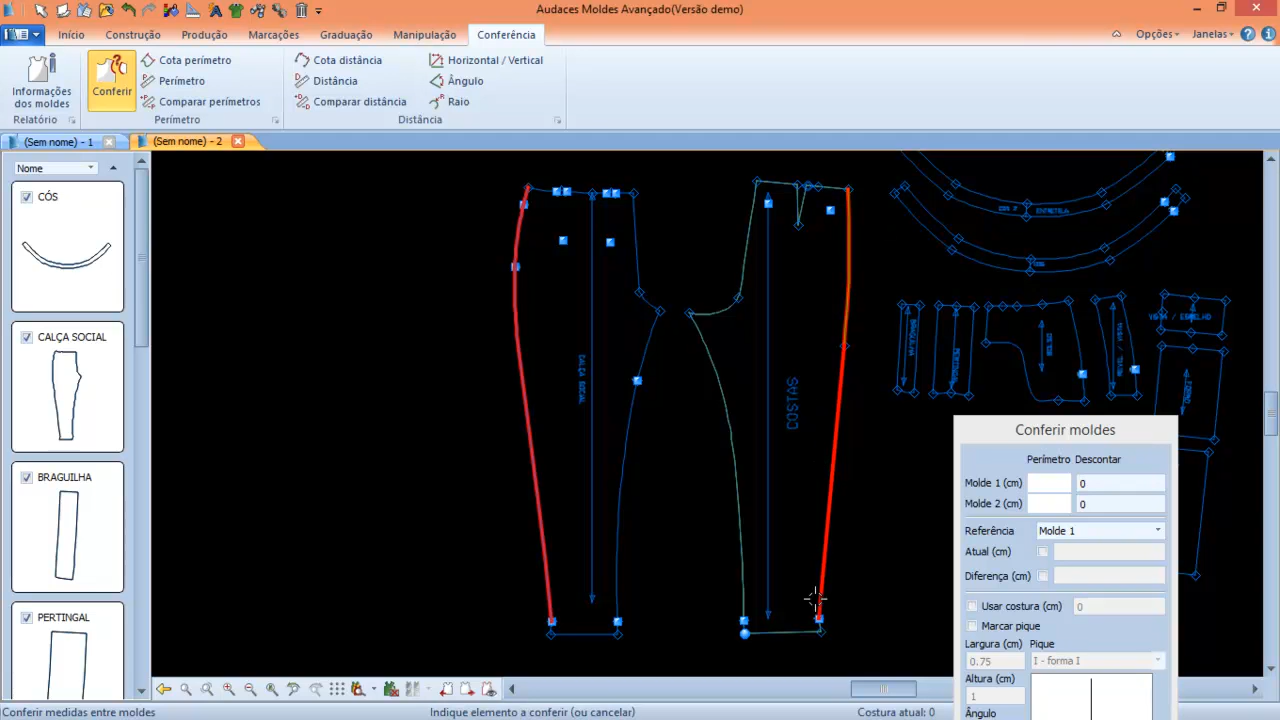 Audaces Moldes Avançado(Versão demo)
Início Construção Produção Marcações Graduação Manipulação Conferência Opções Janelas
Informações dos moldes
Relatório
Conferir
Cota perímetro
Perímetro
Comparar perímetros
Perímetro
Cota distância
Distância
Comparar distância
Horizontal / Vertical
Ângulo
Raio
Distância
(Sem nome) - 1
(Sem nome) - 2
Nome
CÓS
CALÇA SOCIAL
BRAGUILHA
PERTINGAL
CALÇA SOCIAL
COSTAS
ENTRETELA
Conferir moldes
Perímetro Descontar
Molde 1 (cm) 0
Molde 2 (cm) 0
Referência Molde 1
Atual (cm)
Diferença (cm)
Usar costura (cm) 0
Marcar pique
Largura (cm) Pique
0.75 I - forma I
Altura (cm)
1
Ângulo
Conferir medidas entre moldes
Indique elemento a conferir (ou cancelar)
Costura atual: 0